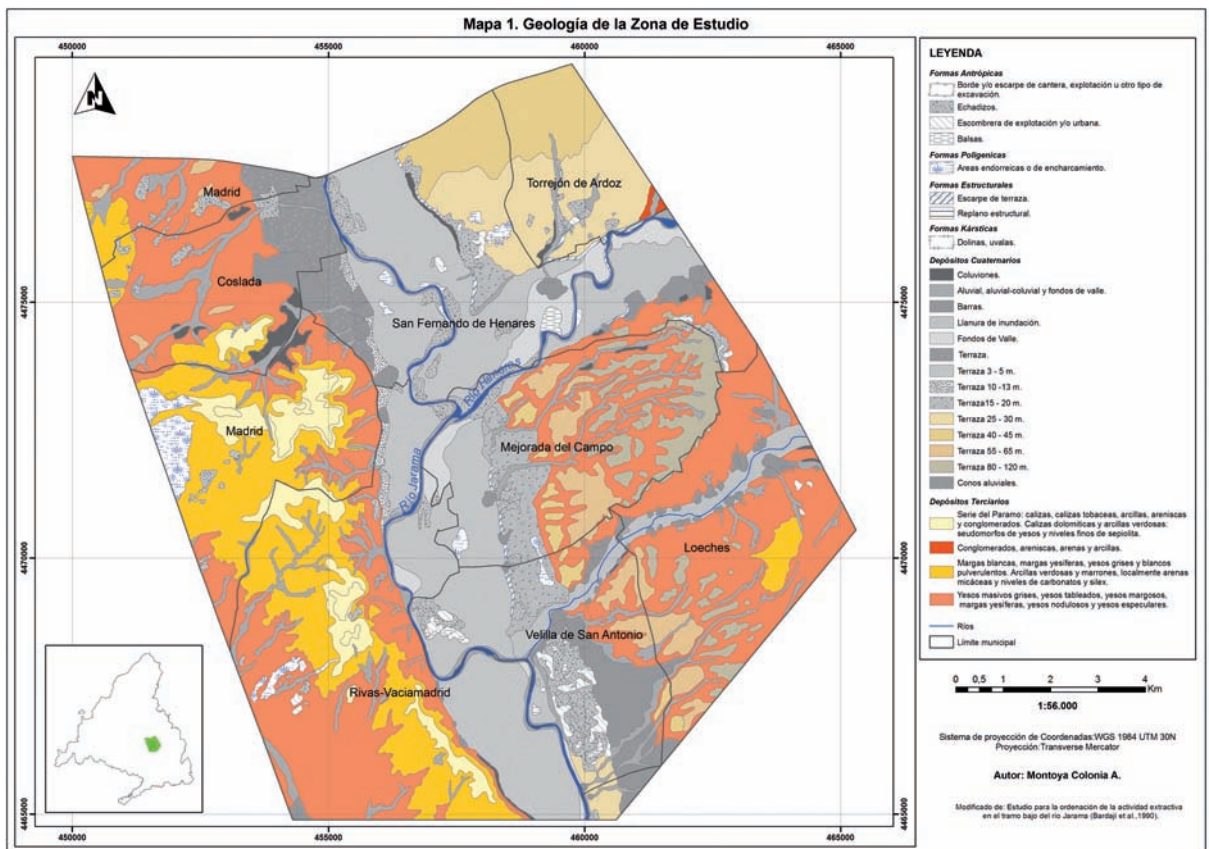 Mapa 1. Geología de la Zona de Estudio
450000
455000
460000
465000
N
4475000
4475000
4470000
4470000
4465000
4465000
Madrid
Torrejón de Ardoz
Coslada
San Fernando de Henares
Río Henares
Madrid
Mejorada del Campo
Río Jarama
Loeches
Velilla de San Antonio
Rivas-Vaciamadrid
450000
455000
460000
465000
LEYENDA
Formas Antrópicas
Borde y/o escarpe de cantera, explotación u otro tipo de
excavación.
Echadizos.
Escombrera de explotación y/o urbana.
Balsas.
Formas Poligenicas
Areas endorreicas o de encharcamiento.
Formas Estructurales
Escarpe de terraza.
Replano estructural.
Formas Kársticas
Dolinas, uvalas.
Depósitos Cuaternarios
Coluviones.
Aluvial, aluvial-coluvial y fondos de valle.
Barras.
Llanura de inundación.
Fondos de Valle.
Terraza.
Terraza 3 - 5 m.
Terraza 10 -13 m.
Terraza15 - 20 m.
Terraza 25 - 30 m.
Terraza 40 - 45 m.
Terraza 55 - 65 m.
Terraza 80 - 120 m.
Conos aluviales.
Depósitos Terciarios
Serie del Paramo: calizas, calizas tobaceas, arcillas, areniscas
y conglomerados. Calizas dolomiticas y arcillas verdosas:
seudomorfos de yesos y niveles finos de sepiolita.
Conglomerados, areniscas, arenas y arcillas.
Margas blancas, margas yesíferas, yesos grises y blancos
pulverulentos. Arcillas verdosas y marrones, localmente arenas
micáceas y niveles de carbonatos y silex.
Yesos masivos grises, yesos tableados, yesos margosos,
margas yesíferas, yesos nodulosos y yesos especulares.
Ríos
Límite municipal
0 0,5 1 2 3 4
Km
1:56.000
Sistema de proyección de Coordenadas:WGS 1984 UTM 30N
Proyección:Transverse Mercator
Autor: Montoya Colonia A.
Modificado de: Estudio para la ordenación de la actividad extractiva
en el tramo bajo del río Jarama (Bardají et al.,1990).